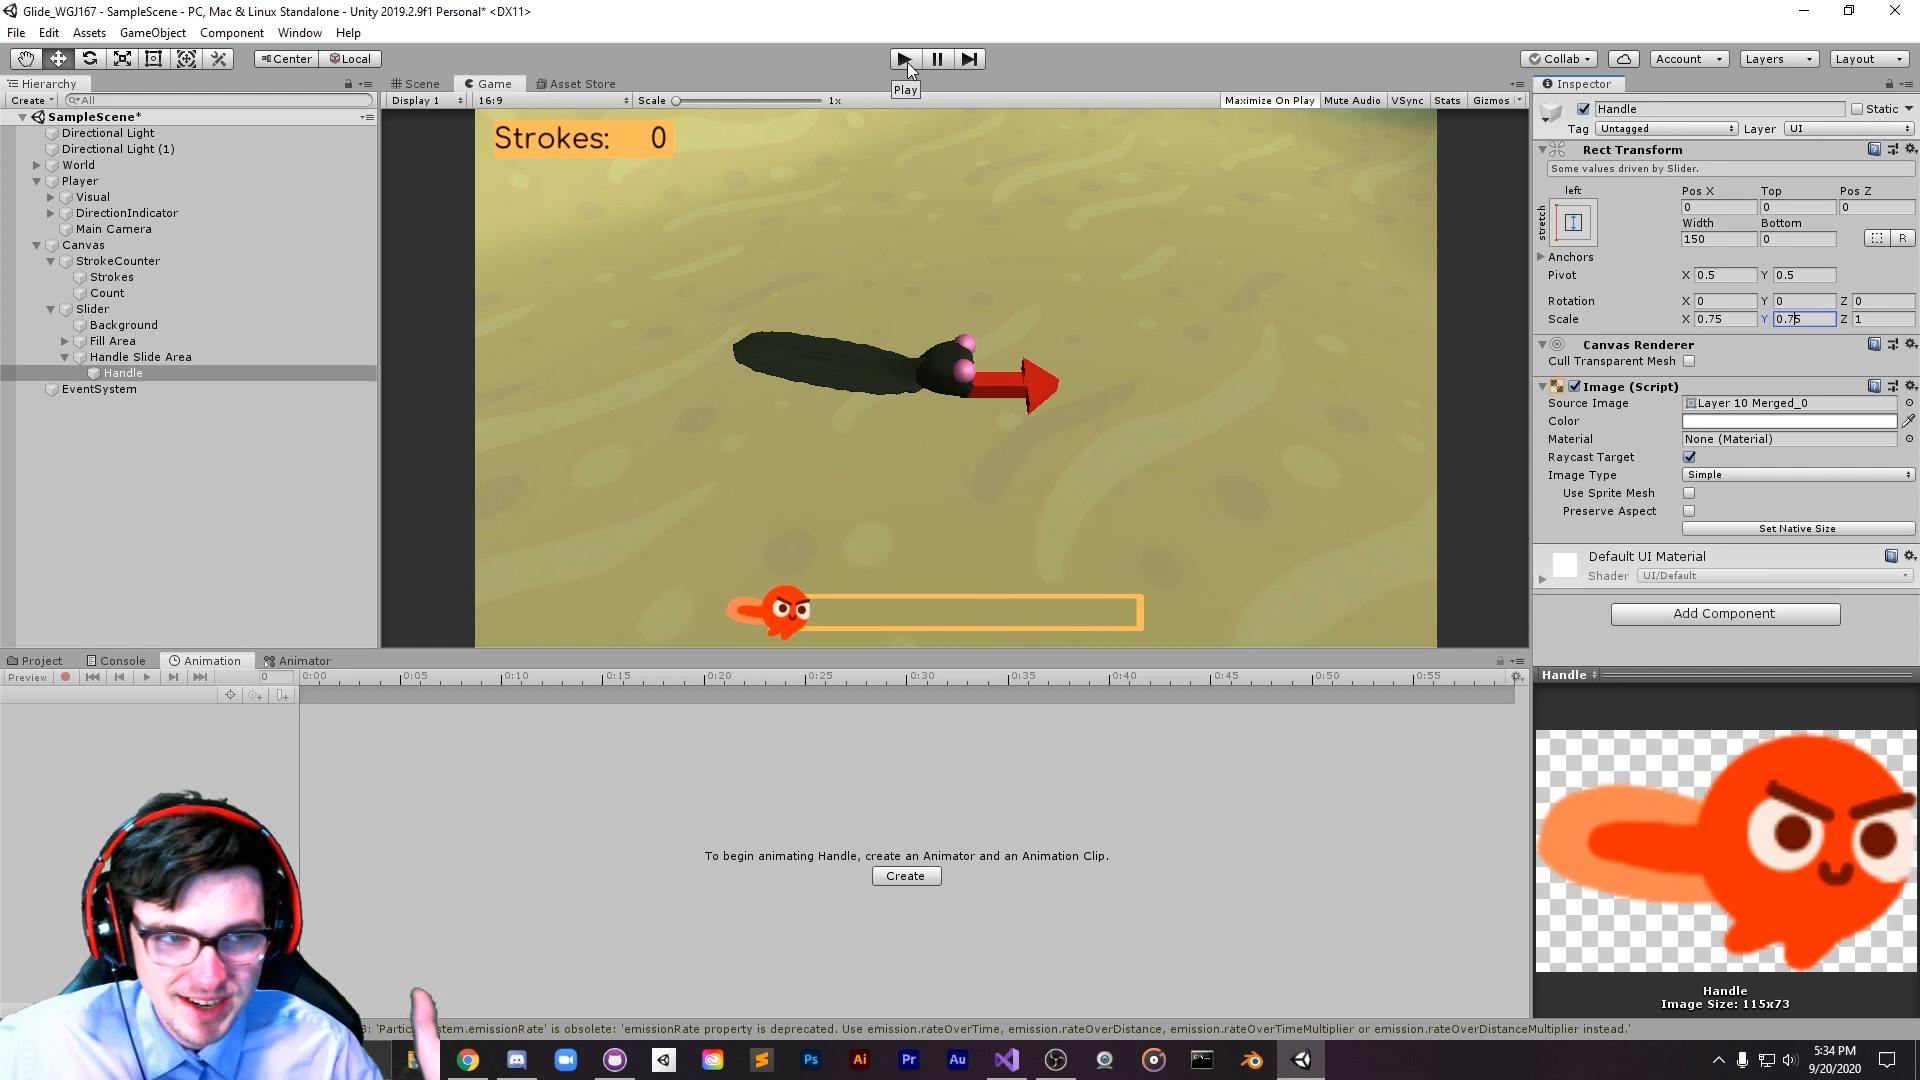 Glide_WGJ167 - SampleScene - PC, Mac & Linux Standalone - Unity 2019.2.9f1 Personal* <DX11>
File Edit Assets GameObject Component Window Help
Center Local
Collab Account Layers Layout
Play
Hierarchy
Scene Game Asset Store
Inspector
Create All
Display 1 16:9 Scale 1x Maximize On Play Mute Audio VSync Stats Gizmos
SampleScene*
Directional Light
Directional Light (1)
World
Player
Visual
DirectionIndicator
Main Camera
Canvas
StrokeCounter
Strokes
Count
Slider
Background
Fill Area
Handle Slide Area
Handle
EventSystem
Strokes: 0
Handle Static
Tag Untagged Layer UI
Rect Transform
Some values driven by Slider.
left Pos X Top Pos Z
stretch
0 0 0
Width Bottom
150 0 R
Anchors
Pivot X 0.5 Y 0.5
Rotation X 0 Y 0 Z 0
Scale X 0.75 Y 0.75 Z 1
Canvas Renderer
Cull Transparent Mesh
Image (Script)
Source Image Layer 10 Merged_0
Color
Material None (Material)
Raycast Target
Image Type Simple
Use Sprite Mesh
Preserve Aspect
Set Native Size
Default UI Material
Shader UI/Default
Add Component
Project Console Animation Animator
Preview 0 0:00 0:05 0:10 0:15 0:20 0:25 0:30 0:35 0:40 0:45 0:50 0:55
Handle
To begin animating Handle, create an Animator and an Animation Clip.
Create
Handle
Image Size: 115x73
.emissionRate' is obsolete: 'emissionRate property is deprecated. Use emission.rateOverTime, emission.rateOverDistance, emission.rateOverTimeMultiplier or emission.rateOverDistanceMultiplier instead.'
Ps Ai Pr Au
5:34 PM
9/20/2020